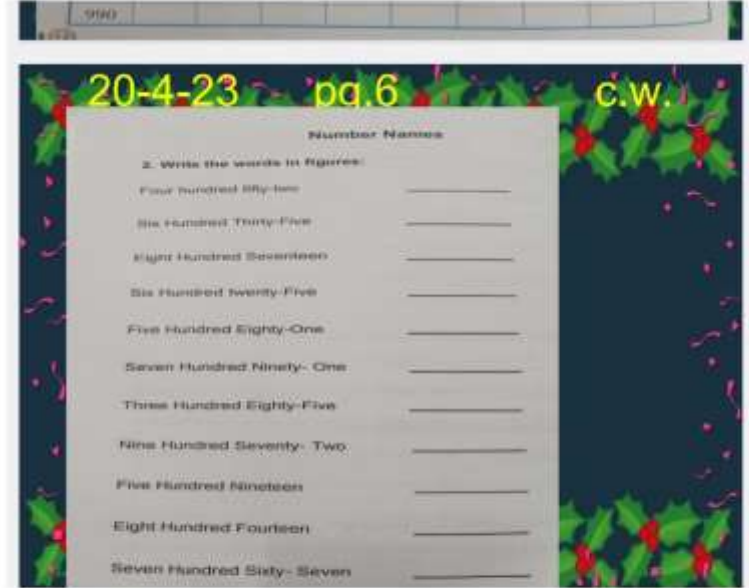 990
20-4-23 pg.6 c.w.
Number Names
2. Write the words in figures:
Four hundred fifty-two
Six Hundred Thirty-Five
Eight Hundred Seventeen
Six Hundred twenty-Five
Five Hundred Eighty-One
Seven Hundred Ninety- One
Three Hundred Eighty-Five
Nine Hundred Seventy- Two
Five Hundred Nineteen
Eight Hundred Fourteen
Seven Hundred Sixty- Seven